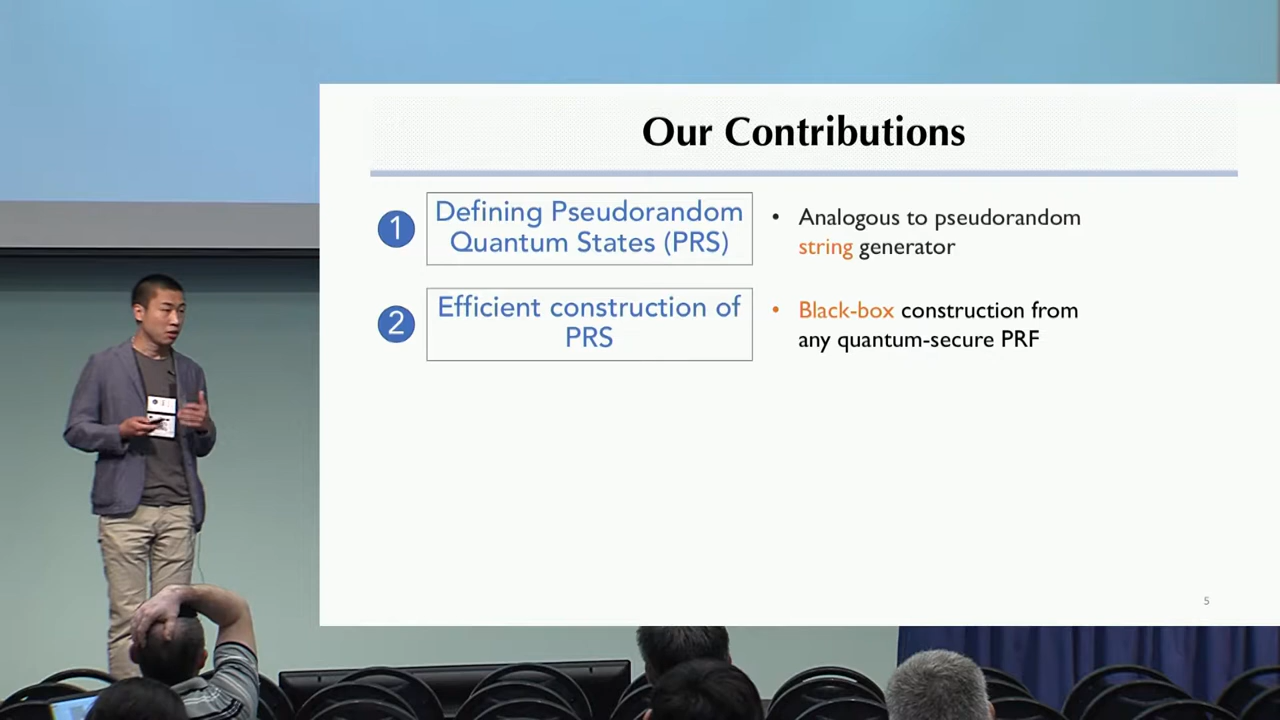 Our Contributions
1
Defining Pseudorandom
Quantum States (PRS)
• Analogous to pseudorandom
string generator
2
Efficient construction of
PRS
• Black-box construction from
any quantum-secure PRF
5